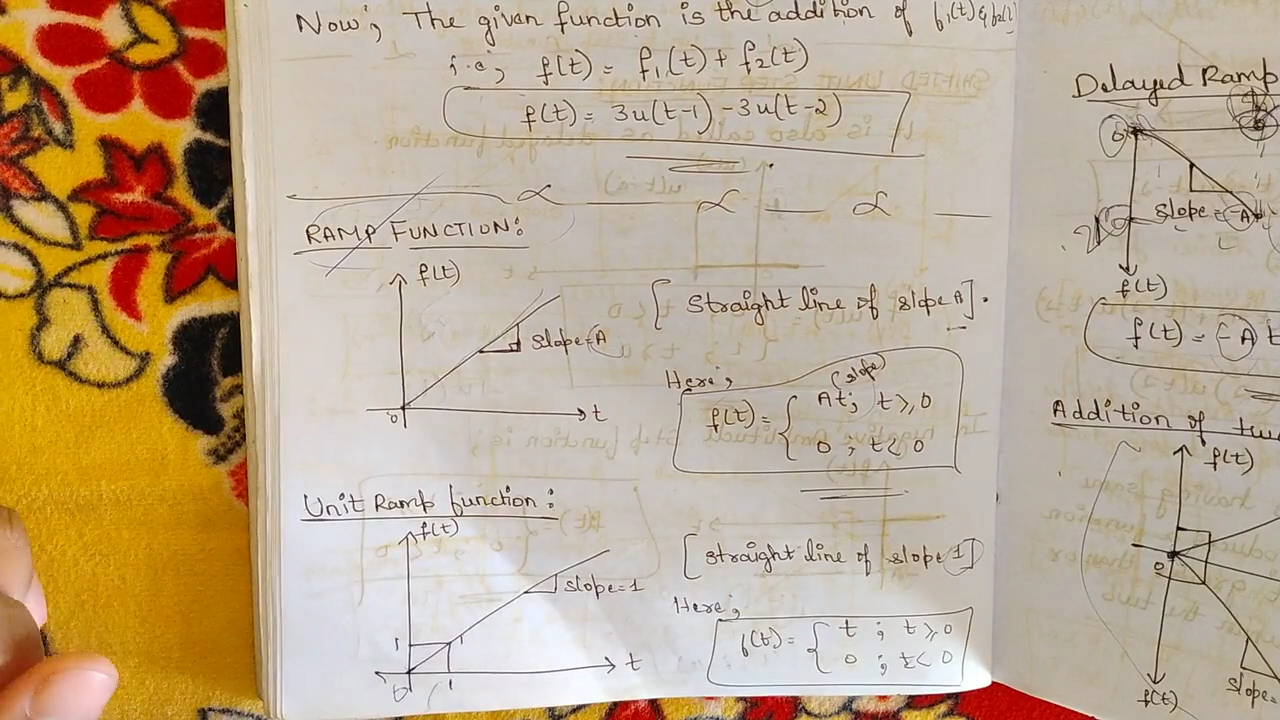 Now, The given function is the addition of f₁(t) & f₂(t)
i.e, f(t) = f₁(t) + f₂(t)
f(t) = 3u(t-1) - 3u(t-2)
RAMP FUNCTION:
f(t)
[Straight line of slope A].
slope=A
0
t
Here,
(slope)
f(t) = { At; t ≥ 0
0 ; t < 0
Unit Ramp function:
f(t)
[straight line of slope 1]
slope=1
1
1
1
0
t
Here,
f(t) = { t ; t ≥ 0
0 ; t < 0
Delayed Ramp
0
slope = -A
f(t)
f(t) = -A t
Addition of
f(t)
0
slope=
f(t)